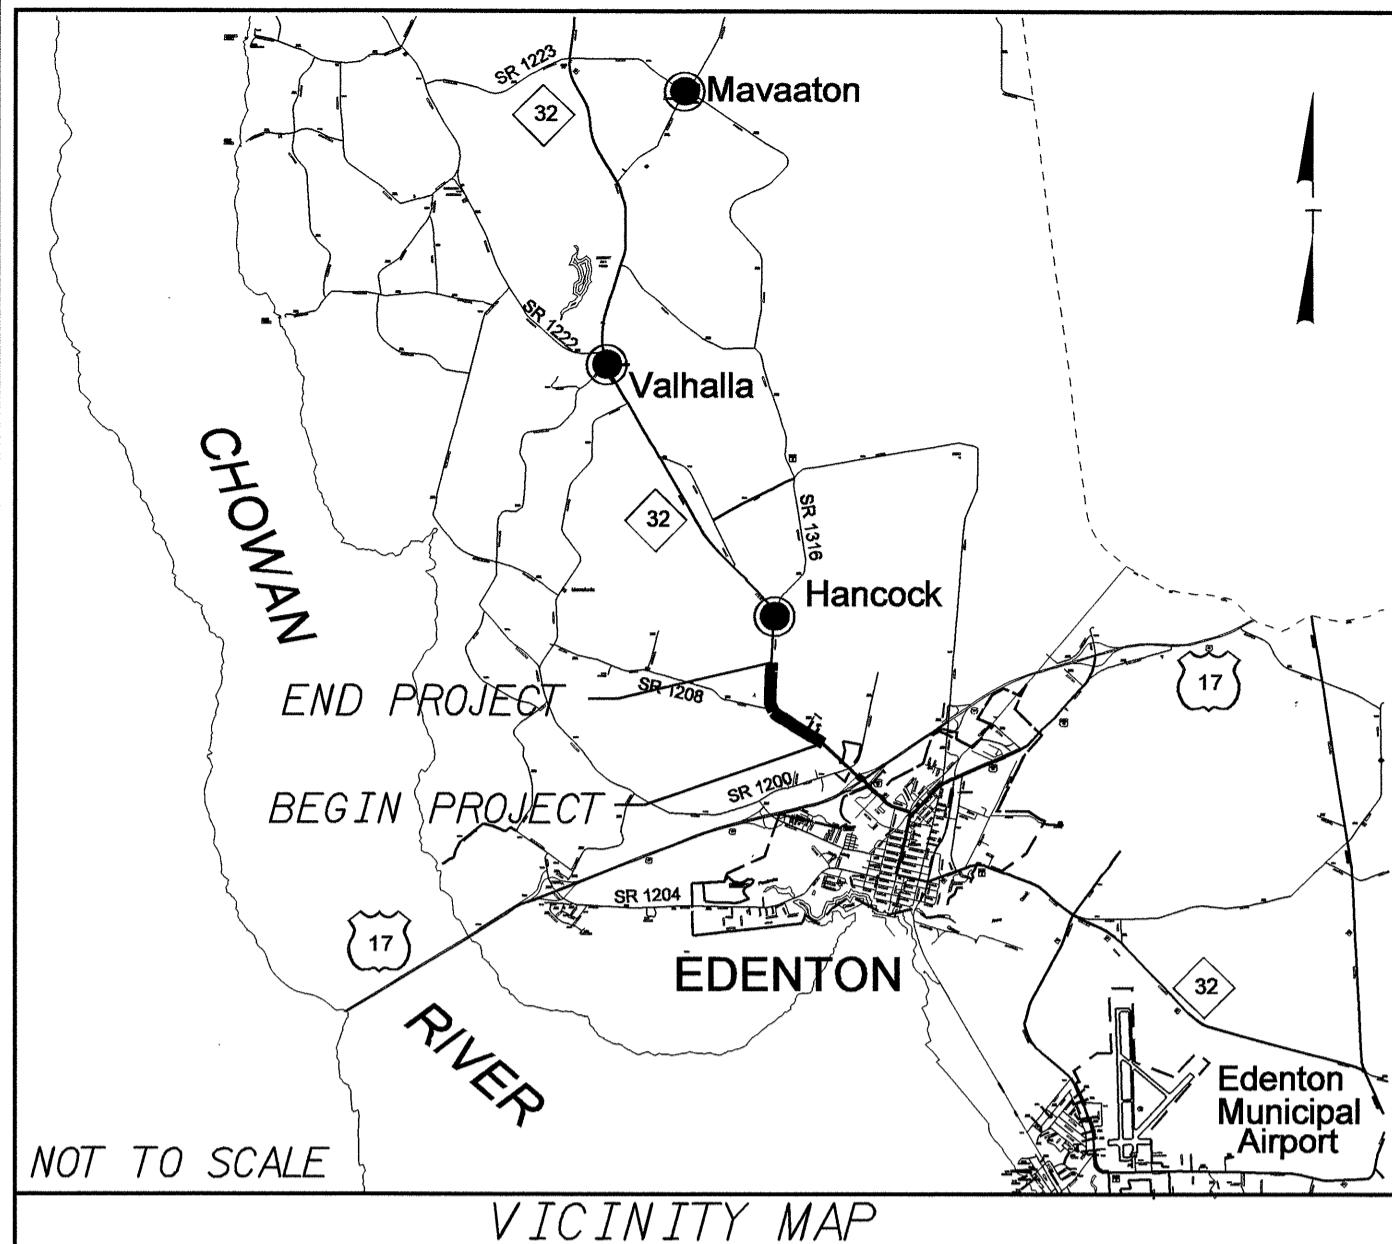 SR 1223
Mavaaton
32
SR 1222
Valhalla
CHOWAN
32
SR 1316
Hancock
END PROJECT
SR 1208
17
BEGIN PROJECT
SR 1200
SR 1204
17
EDENTON
32
RIVER
Edenton
Municipal
Airport
NOT TO SCALE
VICINITY MAP